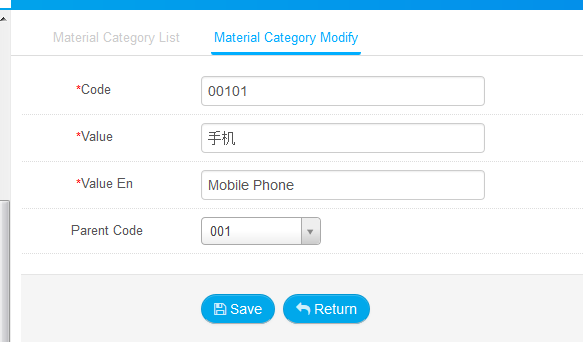 Material Category List Material Category Modify
*Code 00101
*Value 手机
*Value En Mobile Phone
Parent Code 001
Save Return